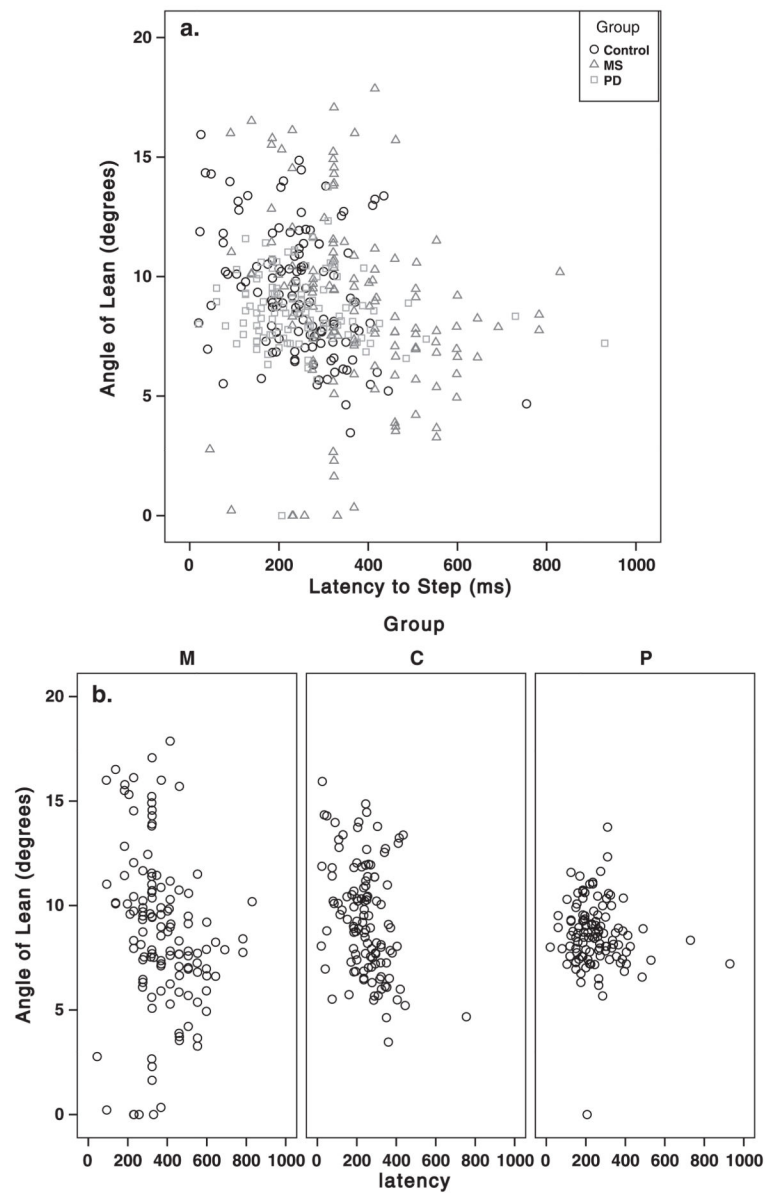 a.
Group
Control
MS
PD
20
15
10
5
0
Angle of Lean (degrees)
0 200 400 600 800 1000
Latency to Step (ms)
Group
M C P
b.
20
15
10
5
0
Angle of Lean (degrees)
0 200 400 600 800 1000 0 200 400 600 800 1000 0 200 400 600 800 1000
latency